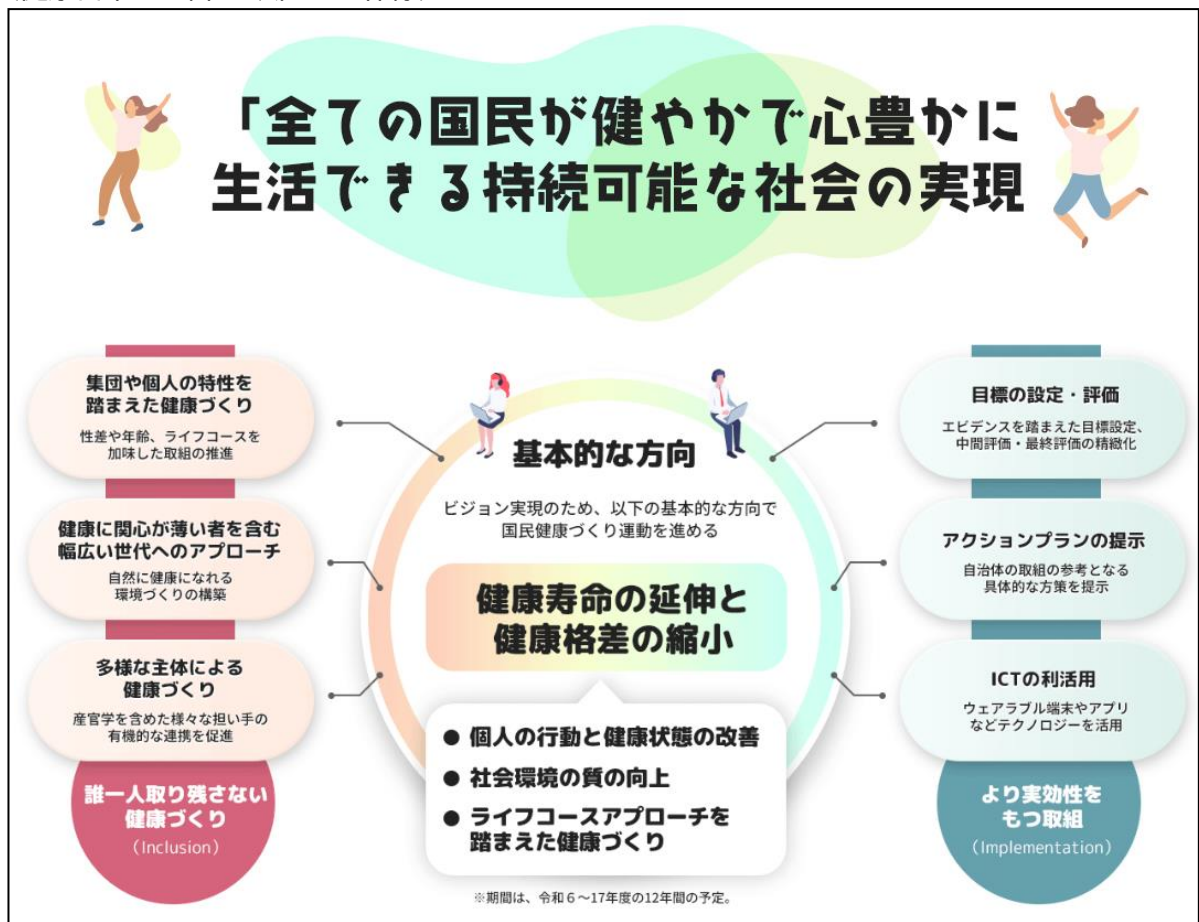 「全ての国民が健やかで心豊かに
生活できる持続可能な社会の実現
集団や個人の特性を
踏まえた健康づくり
性差や年齢、ライフコースを
加味した取組の推進
健康に関心が薄い者を含む
幅広い世代へのアプローチ
自然に健康になれる
環境づくりの構築
多様な主体による
健康づくり
産官学を含めた様々な担い手の
有機的な連携を促進
誰一人取り残さない
健康づくり
(Inclusion)
基本的な方向
ビジョン実現のため、以下の基本的な方向で
国民健康づくり運動を進める
健康寿命の延伸と
健康格差の縮小
● 個人の行動と健康状態の改善
● 社会環境の質の向上
● ライフコースアプローチを
踏まえた健康づくり
※期間は、令和6〜17年度の12年間の予定。
目標の設定・評価
エビデンスを踏まえた目標設定、
中間評価・最終評価の精緻化
アクションプランの提示
自治体の取組の参考となる
具体的な方策を提示
ICTの利活用
ウェアラブル端末やアプリ
などテクノロジーを活用
より実効性を
もつ取組
(Implementation)